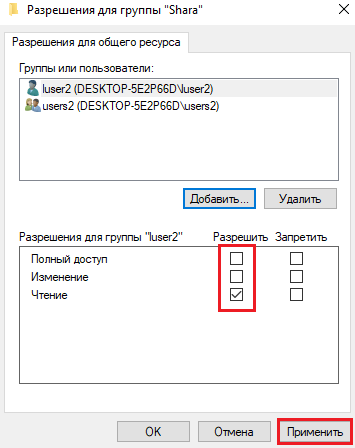 Разрешения для группы "Shara"
Разрешения для общего ресурса
Группы или пользователи:
luser2 (DESKTOP-5E2P66D\luser2)
users2 (DESKTOP-5E2P66D\users2)
Добавить... Удалить
Разрешения для группы "luser2" Разрешить Запретить
Полный доступ
Изменение
Чтение
OK Отмена Применить